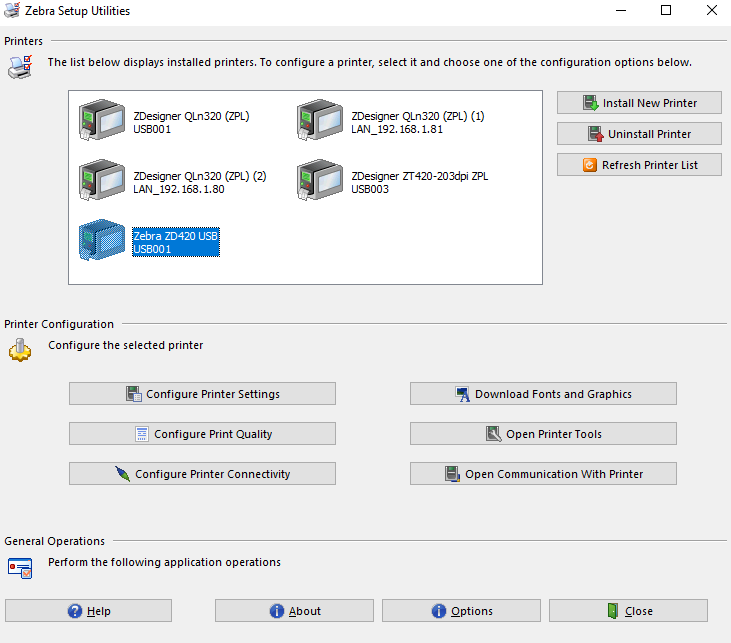 Zebra Setup Utilities
Printers
The list below displays installed printers. To configure a printer, select it and choose one of the configuration options below.
ZDesigner QLn320 (ZPL)
USB001
ZDesigner QLn320 (ZPL) (1)
LAN_192.168.1.81
ZDesigner QLn320 (ZPL) (2)
LAN_192.168.1.80
ZDesigner ZT420-203dpi ZPL
USB003
Zebra ZD420 USB
USB001
Install New Printer
Uninstall Printer
Refresh Printer List
Printer Configuration
Configure the selected printer
Configure Printer Settings
Download Fonts and Graphics
Configure Print Quality
Open Printer Tools
Configure Printer Connectivity
Open Communication With Printer
General Operations
Perform the following application operations
Help
About
Options
Close